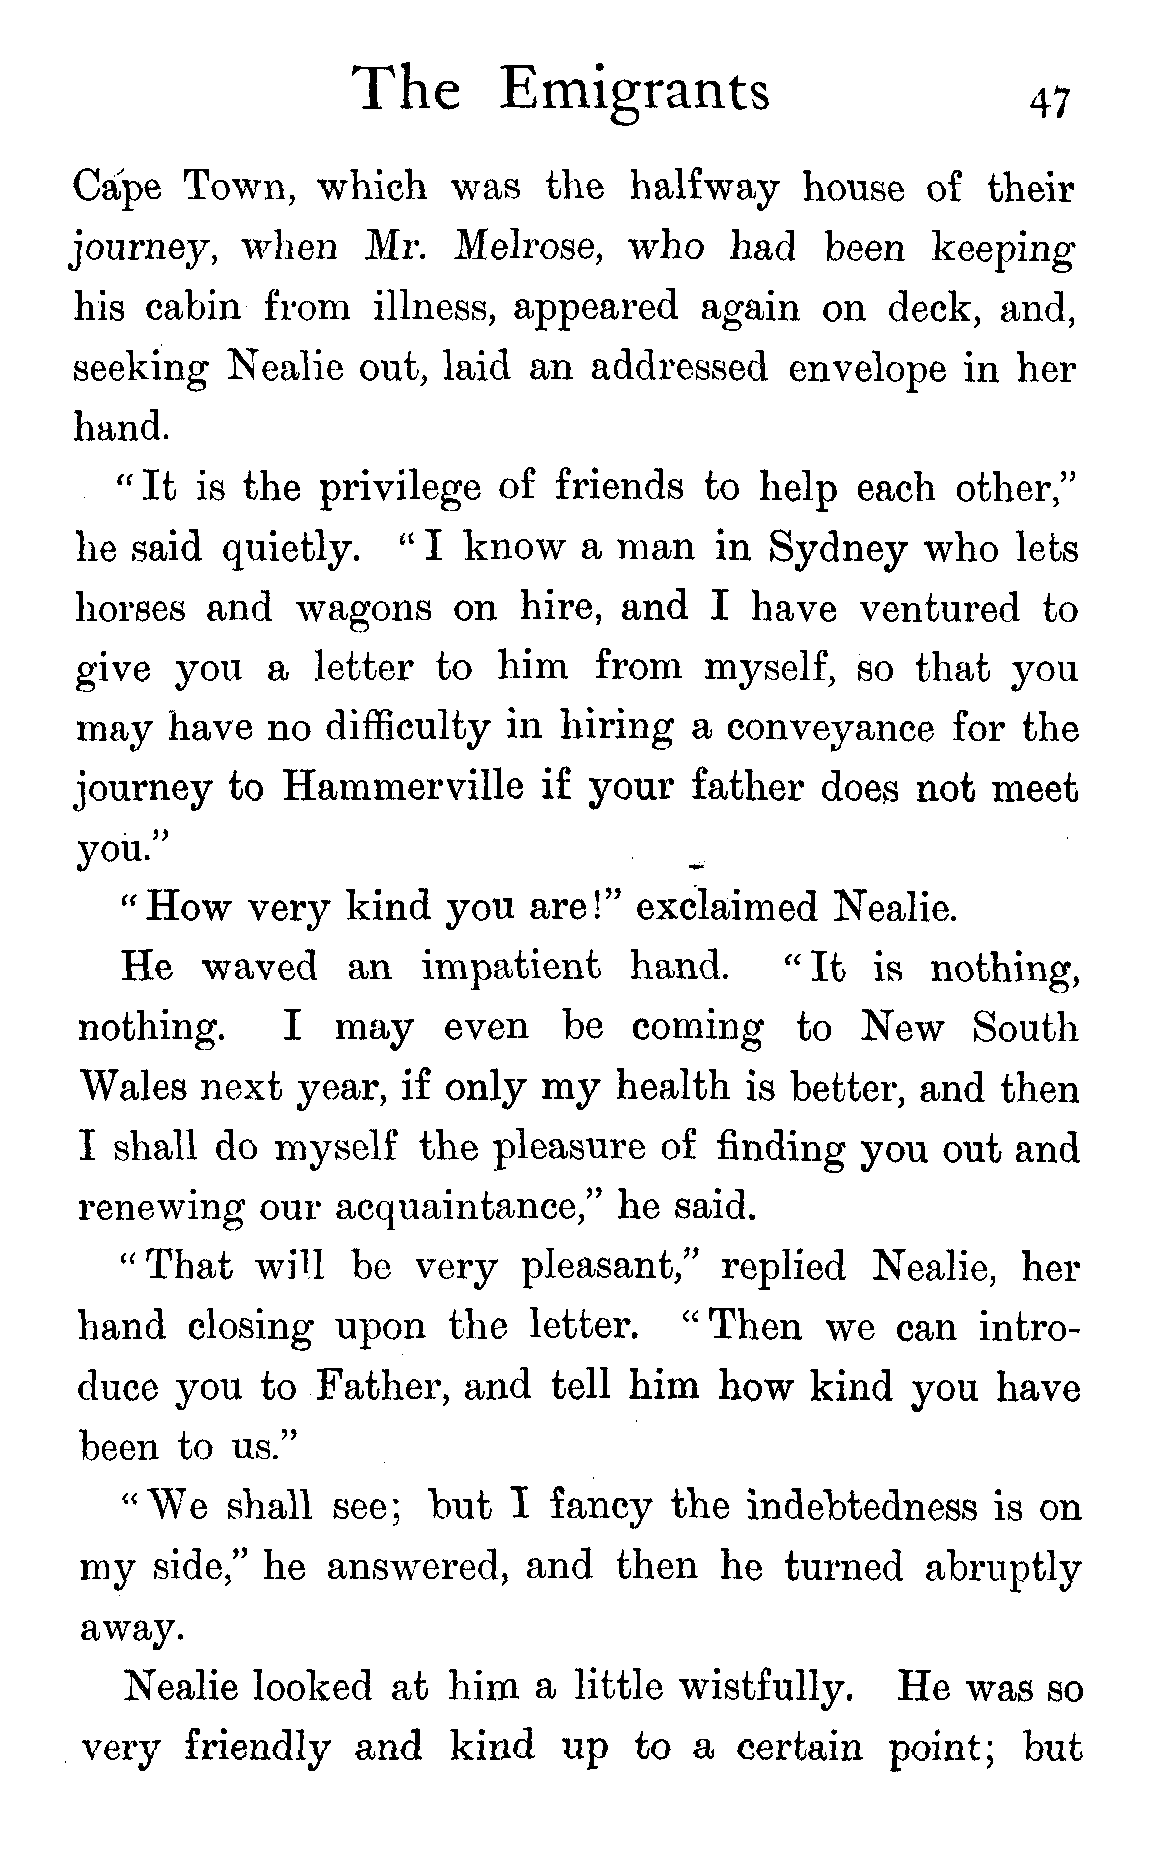 The Emigrants 47
Cape Town, which was the halfway house of their
journey, when Mr. Melrose, who had been keeping
his cabin from illness, appeared again on deck, and,
seeking Nealie out, laid an addressed envelope in her
hand.
"It is the privilege of friends to help each other,"
he said quietly. "I know a man in Sydney who lets
horses and wagons on hire, and I have ventured to
give you a letter to him from myself, so that you
may have no difficulty in hiring a conveyance for the
journey to Hammerville if your father does not meet
you."
"How very kind you are!" exclaimed Nealie.
He waved an impatient hand. "It is nothing,
nothing. I may even be coming to New South
Wales next year, if only my health is better, and then
I shall do myself the pleasure of finding you out and
renewing our acquaintance," he said.
"That will be very pleasant," replied Nealie, her
hand closing upon the letter. "Then we can intro-
duce you to Father, and tell him how kind you have
been to us."
"We shall see; but I fancy the indebtedness is on
my side," he answered, and then he turned abruptly
away.
Nealie looked at him a little wistfully. He was so
very friendly and kind up to a certain point; but